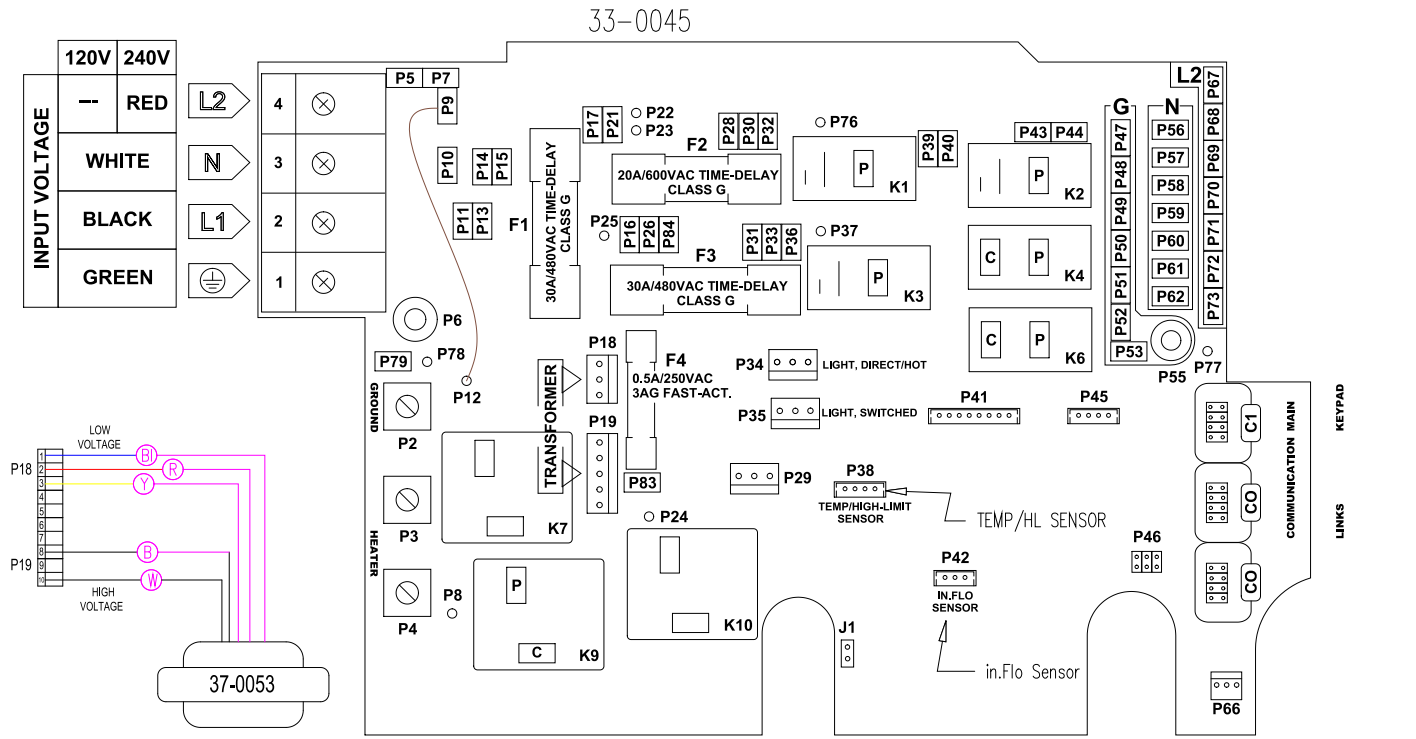 33-0045
120V 240V
INPUT VOLTAGE
--- RED
WHITE
BLACK
GREEN
L2
N
L1
4
3
2
1
P5 P7
P9
P10
P14
P15
P11
P13
P6
P79
P78
P12
P17
P21
P22
P23
P25
P16
P26
P84
F1
30A/480VAC TIME-DELAY
CLASS G
F2
20A/600VAC TIME-DELAY
CLASS G
P28
P30
P32
F3
30A/480VAC TIME-DELAY
CLASS G
P31
P33
P36
P76
P
K1
P37
P
K3
P39
P40
P43 P44
P
K2
C P
K4
C P
K6
G
P47
P48
P49
P50
P51
P52
P53
N
P56
P57
P58
P59
P60
P61
P62
P55
L2
P67
P68
P69
P70
P71
P72
P73
P77
GROUND
P2
P3
HEATER
P4
P8
TRANSFORMER
P18
P19
F4
0.5A/250VAC
3AG FAST-ACT.
P83
P24
K7
P
C
K9
K10
P34
LIGHT, DIRECT/HOT
P35
LIGHT, SWITCHED
P29
P41
P45
P38
TEMP/HIGH-LIMIT
SENSOR
TEMP/HL SENSOR
P42
IN.FLO
SENSOR
in.Flo Sensor
J1
P46
P66
C1
CO
CO
COMMUNICATION MAIN
KEYPAD
LINKS
LOW
VOLTAGE
P18
P19
1
2
3
4
5
6
7
8
9
10
Bl
R
Y
B
W
HIGH
VOLTAGE
37-0053